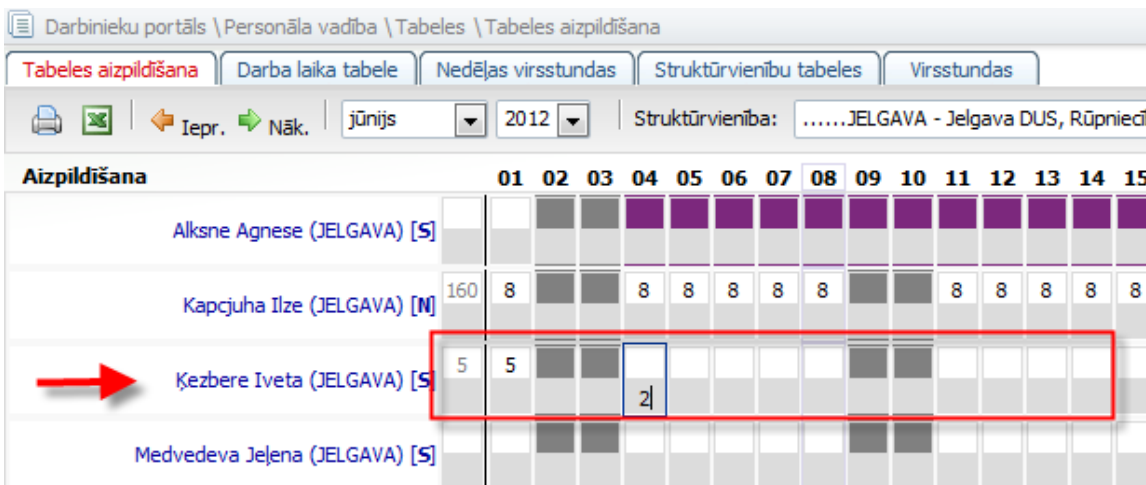 Darbinieku portāls \ Personāla vadība \ Tabeles \ Tabeles aizpildīšana
Tabeles aizpildīšana Darba laika tabele Nedēļas virsstundas Struktūrvienību tabeles Virsstundas
Iepr. Nāk. jūnijs 2012 Struktūrvienība: ......JELGAVA - Jelgava DUS, Rūpniecī
Aizpildīšana 01 02 03 04 05 06 07 08 09 10 11 12 13 14 15
Alksne Agnese (JELGAVA) [S]
Kapcjuha Ilze (JELGAVA) [N] 160 8 8 8 8 8 8 8 8 8 8 8
Ķezbere Iveta (JELGAVA) [S] 5 5
2
Medvedeva Jeļena (JELGAVA) [S]